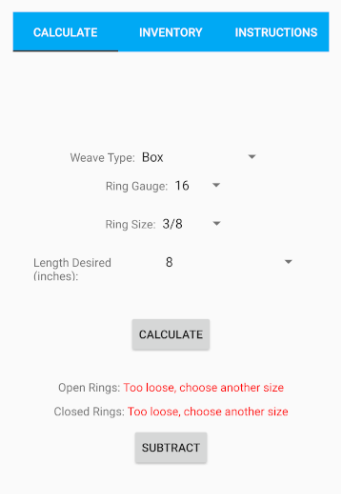 CALCULATE INVENTORY INSTRUCTIONS
Weave Type: Box
Ring Gauge: 16
Ring Size: 3/8
Length Desired 8
(inches):
CALCULATE
Open Rings: Too loose, choose another size
Closed Rings: Too loose, choose another size
SUBTRACT